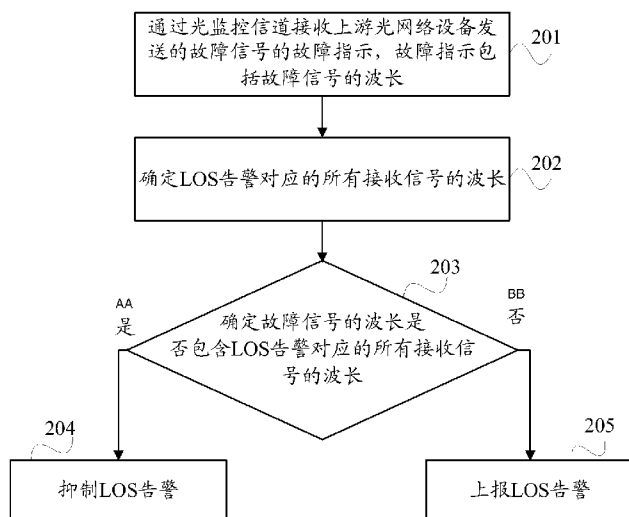 通过光监控信道接收上游光网络设备发
送的故障信号的故障指示，故障指示包
括故障信号的波长
201
确定LOS告警对应的所有接收信号的波长
202
203
AA
是
BB
否
确定故障信号的波长是
否包含LOS告警对应的所有接收信
号的波长
204
抑制LOS告警
205
上报LOS告警